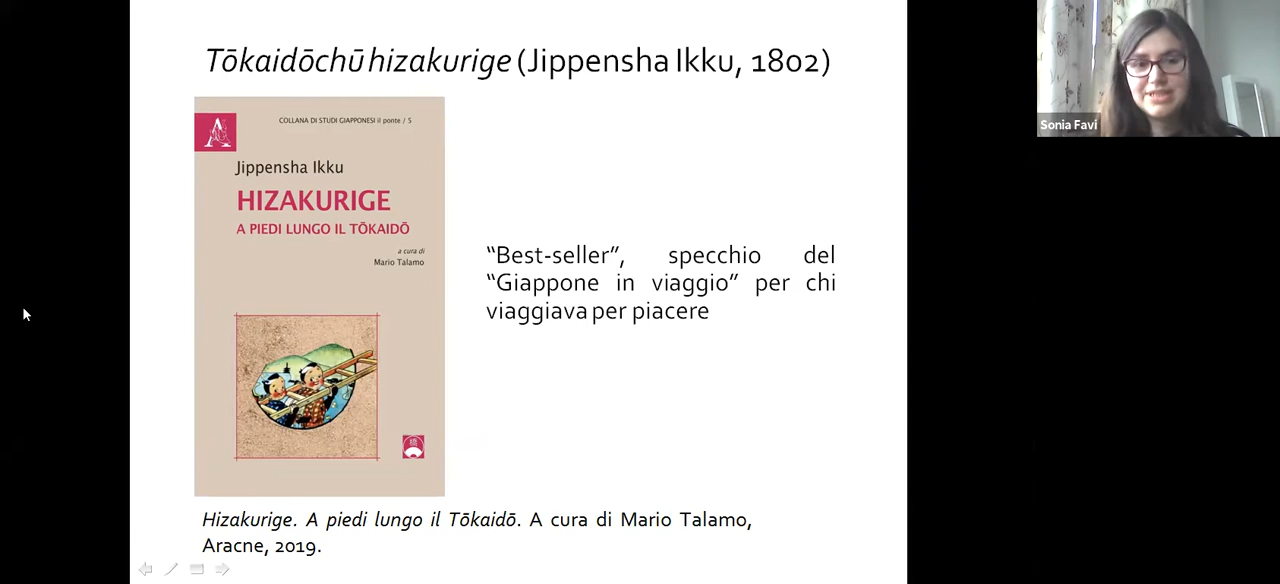 Tōkaidōchū hizakurige (Jippensha Ikku, 1802)
COLLANA DI STUDI GIAPPONESI il ponte / 5
Jippensha Ikku
HIZAKURIGE
A PIEDI LUNGO IL TŌKAIDŌ
a cura di
Mario Talamo
“Best-seller”, specchio del
“Giappone in viaggio” per chi
viaggiava per piacere
Hizakurige. A piedi lungo il Tōkaidō. A cura di Mario Talamo,
Aracne, 2019.
Sonia Favi